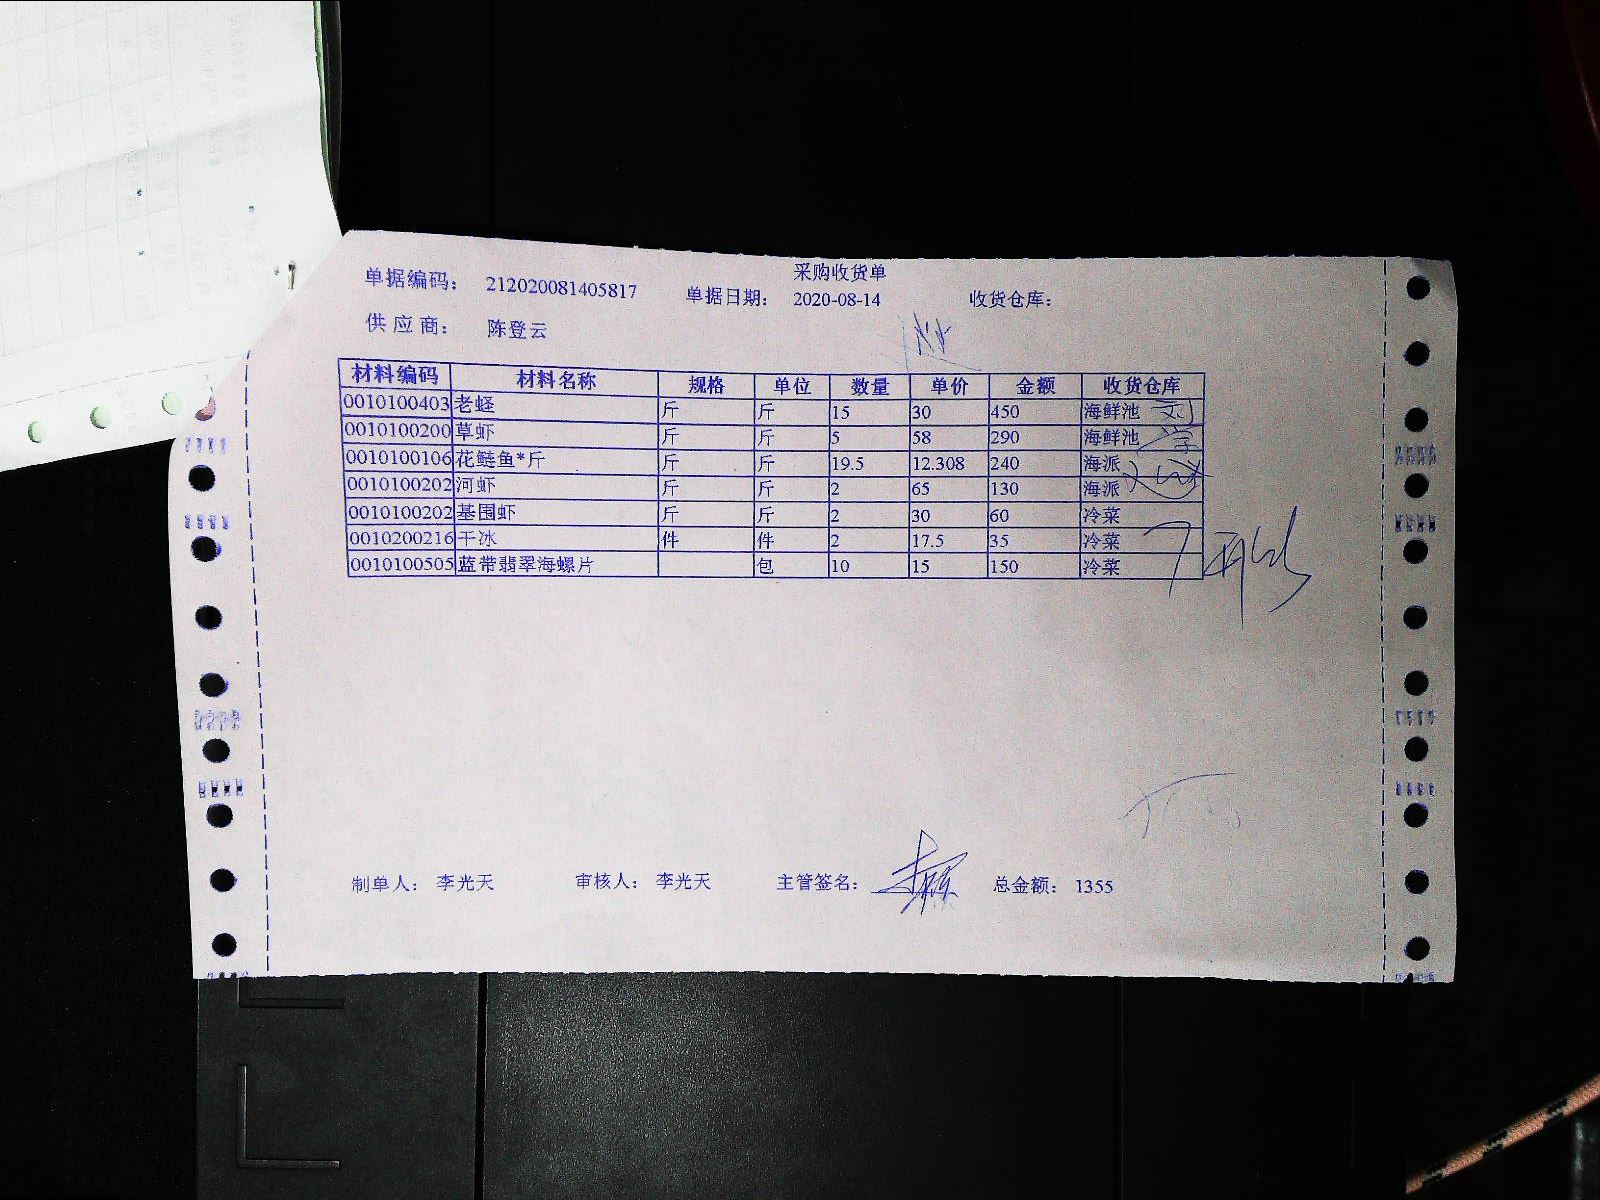 采购收货单
单据编码： 212020081405817 单据日期： 2020-08-14 收货仓库：
供 应 商： 陈登云
材料编码 材料名称 规格 单位 数量 单价 金额 收货仓库
0010100403 老蛏 斤 斤 15 30 450 海鲜池
0010100200 草虾 斤 斤 5 58 290 海鲜池
0010100106 花鲢鱼*斤 斤 斤 19.5 12.308 240 海派
0010100202 河虾 斤 斤 2 65 130 海派
0010100202 基围虾 斤 斤 2 30 60 冷菜
0010200216 干冰 件 件 2 17.5 35 冷菜
0010100505 蓝带翡翠海螺片 包 10 15 150 冷菜
制单人： 李光天 审核人： 李光天 主管签名： 总金额： 1355